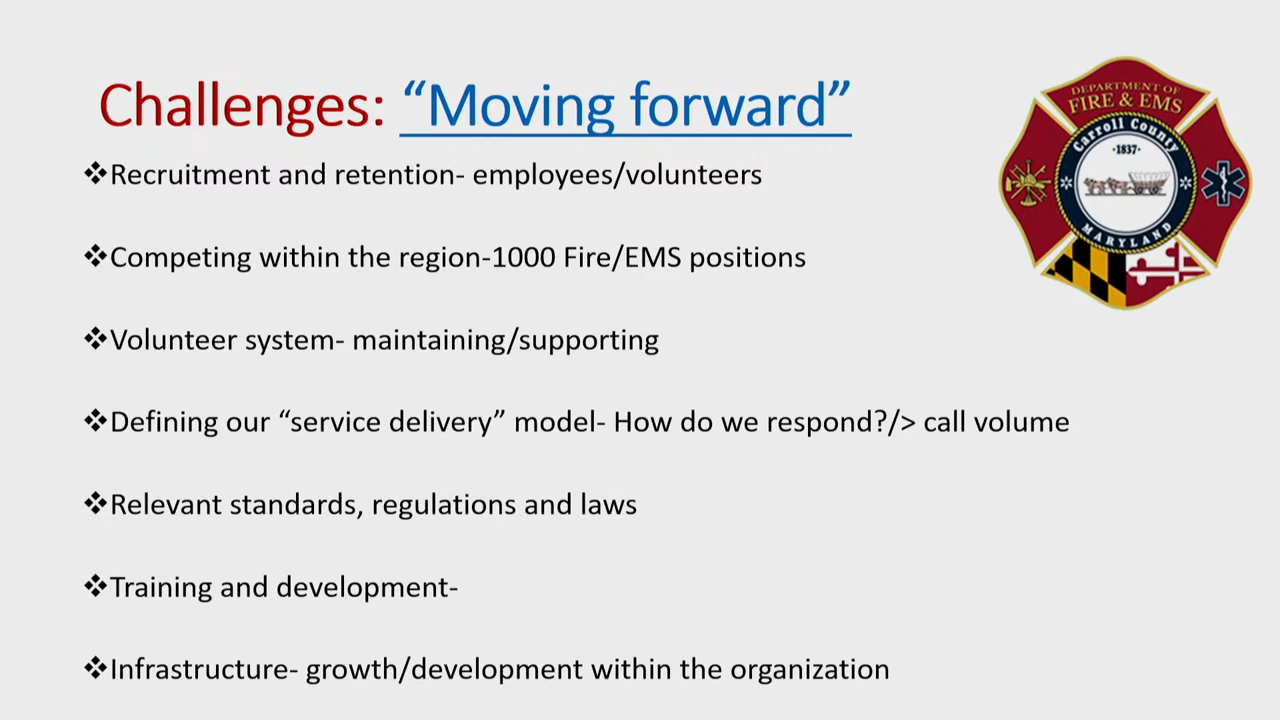 Challenges: “Moving forward”
❖Recruitment and retention- employees/volunteers
❖Competing within the region-1000 Fire/EMS positions
❖Volunteer system- maintaining/supporting
❖Defining our “service delivery” model- How do we respond?/> call volume
❖Relevant standards, regulations and laws
❖Training and development-
❖Infrastructure- growth/development within the organization
DEPARTMENT OF
FIRE & EMS
Carroll County
·1837·
MARYLAND